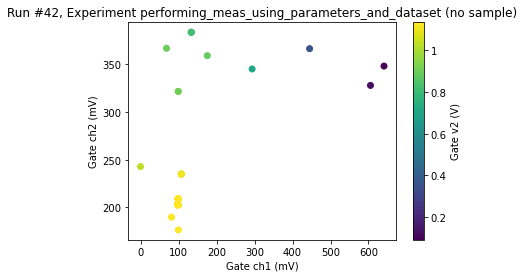 Run #42, Experiment performing_meas_using_parameters_and_dataset (no sample)
350
300
250
200
Gate ch2 (mV)
0 100 200 300 400 500 600
Gate ch1 (mV)
1
0.8
0.6
0.4
0.2
Gate v2 (V)